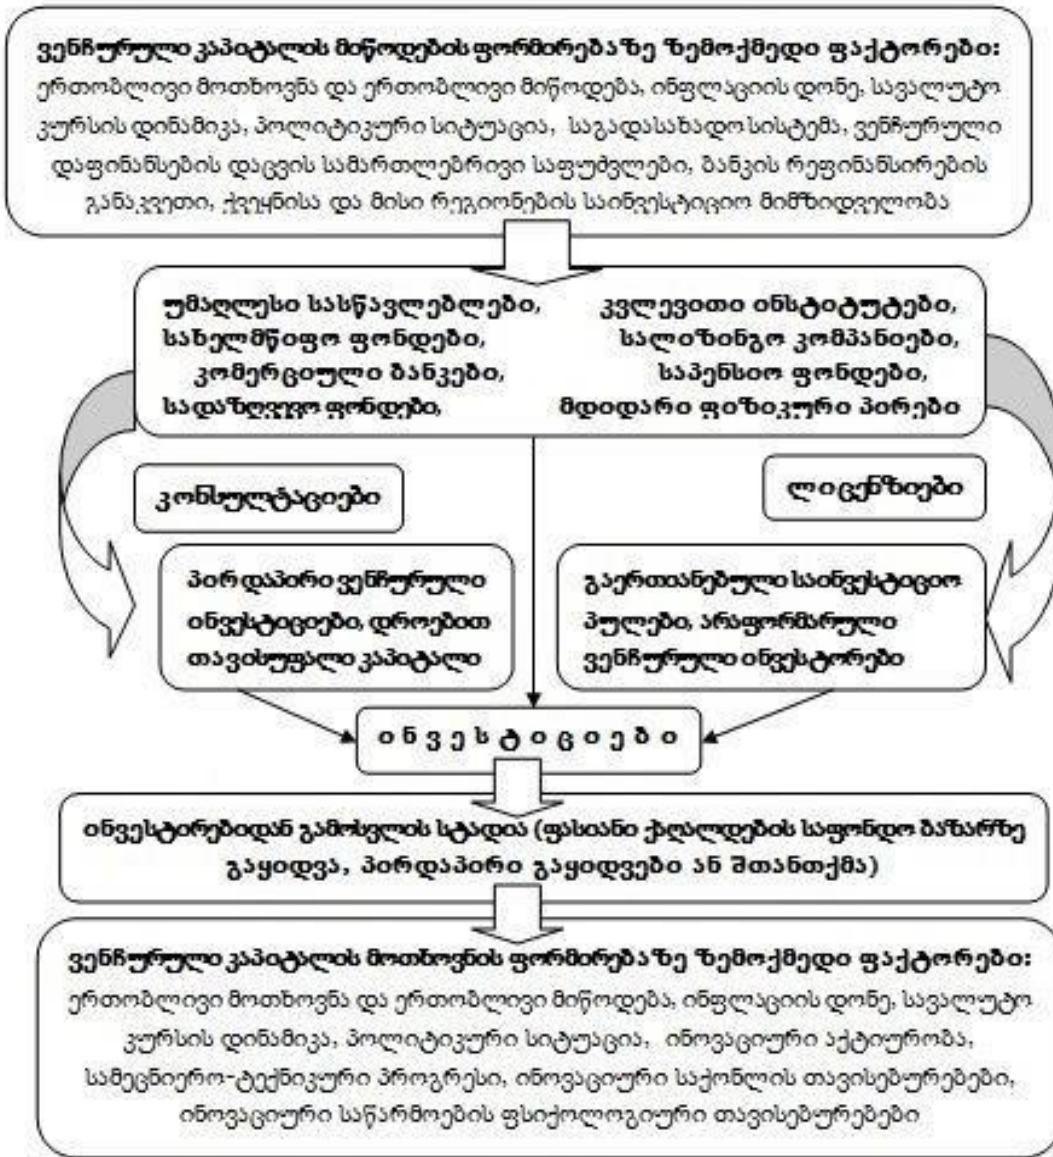 ვენჩურული კაპიტალის მიწოდების ფორმირებაზე ზემოქმედი ფაქტორები:
ერთობლივი მოთხოვნა და ერთობლივი მიწოდება, ინფლაციის დონე, სავალუტო
კურსის დინამიკა, პოლიტიკური სიტუაცია, საგადასახადო სისტემა, ვენჩურული
დაფინანსების დაცვის სამართლებრივი საფუძვლები, ბანკის რეფინანსირების
განაკვეთი, ქვეყნისა და მისი რეგიონების საინვესტიციო მიმზიდველობა
უმაღლესი სასწავლებლები, კვლევითი ინსტიტუტები,
სახელმწიფო ფონდები, სალიზინგო კომპანიები,
კომერციული ბანკები, საპენსიო ფონდები,
სადაზღვევო ფონდები, მდიდარი ფიზიკური პირები
კონსულტაციები
ლიცენზიები
პირდაპირი ვენჩურული
ინვესტიციები, დროებით
თავისუფალი კაპიტალი
გაერთიანებული საინვესტიციო
პულები, არაფორმარული
ვენჩურული ინვესტორები
ი ნ ვ ე ს ტ ი ც ი ე ბ ი
ინვესტირებიდან გამოსვლის სტადია (ფასიანი ქაღალდების საფონდო ბაზარზე
გაყიდვა, პირდაპირი გაყიდვები ან შთანთქმა)
ვენჩურული კაპიტალის მოთხოვნის ფორმირებაზე ზემოქმედი ფაქტორები:
ერთობლივი მოთხოვნა და ერთობლივი მიწოდება, ინფლაციის დონე, სავალუტო
კურსის დინამიკა, პოლიტიკური სიტუაცია, ინოვაციური აქტიურობა,
სამეცნიერო-ტექნიკური პროგრესი, ინოვაციური საქონლის თავისებურებები,
ინოვაციური საწარმოების ფსიქოლოგიური თავისებურებები